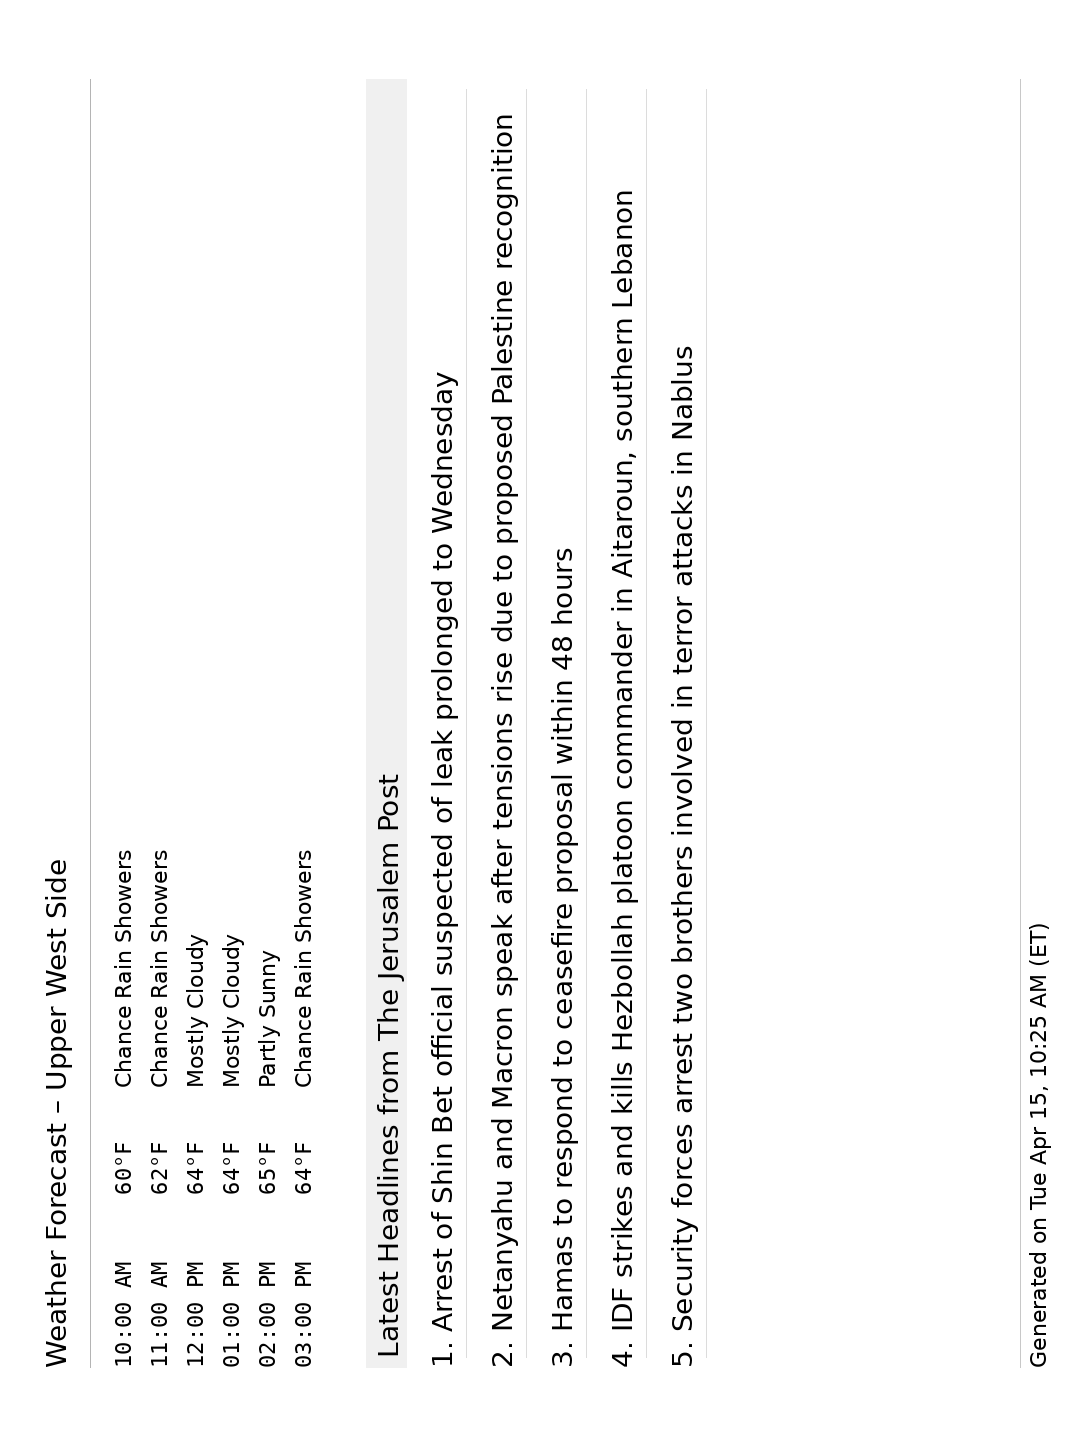 Weather Forecast – Upper West Side
10:00 AM 60°F Chance Rain Showers
11:00 AM 62°F Chance Rain Showers
12:00 PM 64°F Mostly Cloudy
01:00 PM 64°F Mostly Cloudy
02:00 PM 65°F Partly Sunny
03:00 PM 64°F Chance Rain Showers
Latest Headlines from The Jerusalem Post
1. Arrest of Shin Bet official suspected of leak prolonged to Wednesday
2. Netanyahu and Macron speak after tensions rise due to proposed Palestine recognition
3. Hamas to respond to ceasefire proposal within 48 hours
4. IDF strikes and kills Hezbollah platoon commander in Aitaroun, southern Lebanon
5. Security forces arrest two brothers involved in terror attacks in Nablus
Generated on Tue Apr 15, 10:25 AM (ET)